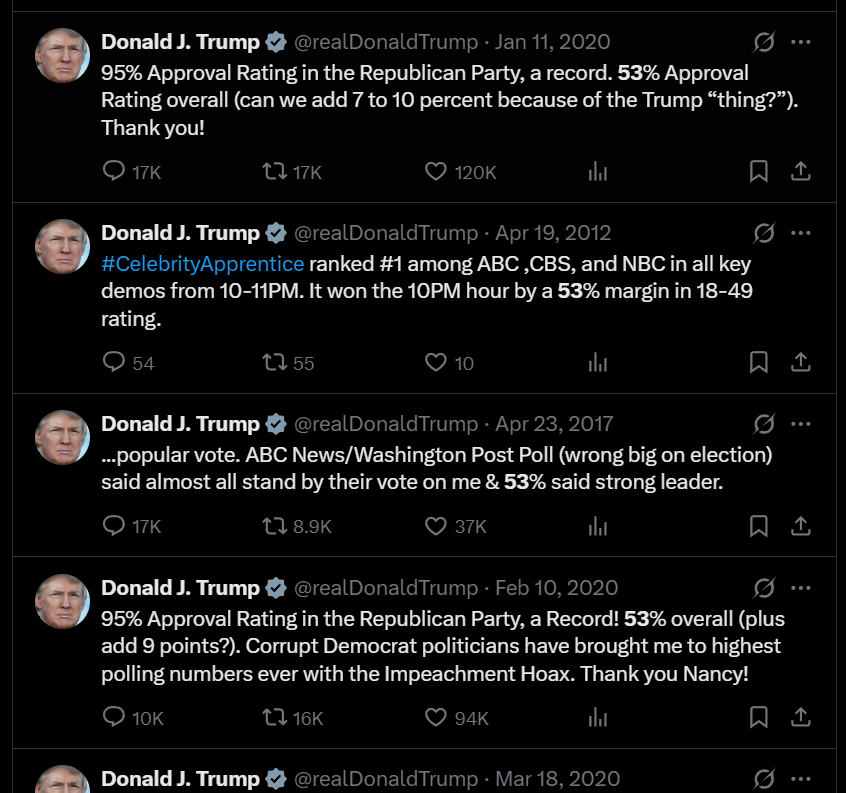 Donald J. Trump @realDonaldTrump · Jan 11, 2020
95% Approval Rating in the Republican Party, a record. 53% Approval
Rating overall (can we add 7 to 10 percent because of the Trump “thing?”).
Thank you!
17K 17K 120K
Donald J. Trump @realDonaldTrump · Apr 19, 2012
#CelebrityApprentice ranked #1 among ABC ,CBS, and NBC in all key
demos from 10-11PM. It won the 10PM hour by a 53% margin in 18-49
rating.
54 55 10
Donald J. Trump @realDonaldTrump · Apr 23, 2017
...popular vote. ABC News/Washington Post Poll (wrong big on election)
said almost all stand by their vote on me & 53% said strong leader.
17K 8.9K 37K
Donald J. Trump @realDonaldTrump · Feb 10, 2020
95% Approval Rating in the Republican Party, a Record! 53% overall (plus
add 9 points?). Corrupt Democrat politicians have brought me to highest
polling numbers ever with the Impeachment Hoax. Thank you Nancy!
10K 16K 94K
Donald J. Trump @realDonaldTrump · Mar 18, 2020